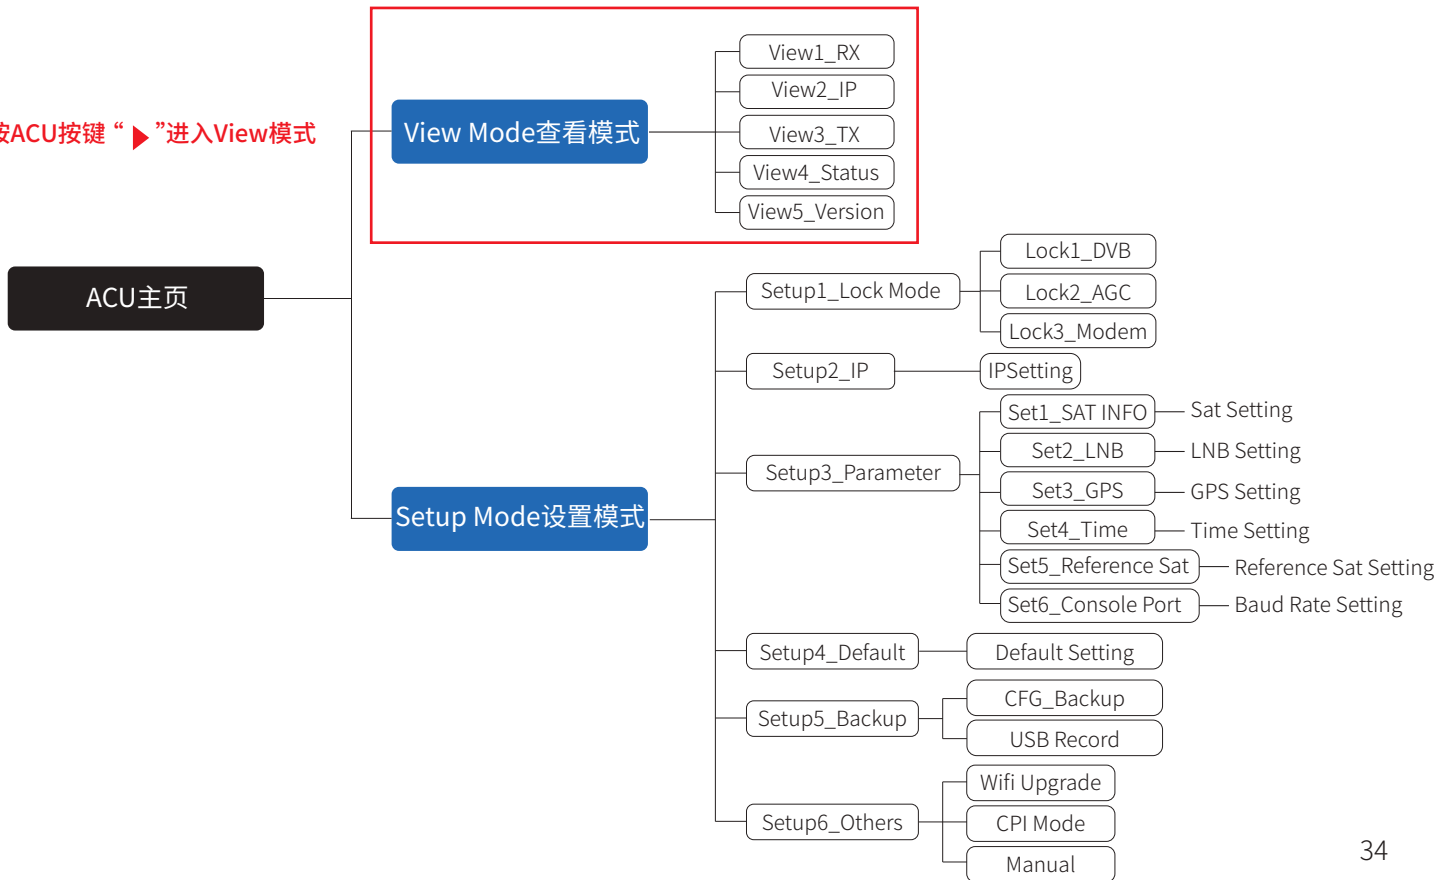 ACU按键 “ ▶ ”进入View模式
View Mode查看模式
View1_RX
View2_IP
View3_TX
View4_Status
View5_Version
ACU主页
Setup Mode设置模式
Setup1_Lock Mode
Lock1_DVB
Lock2_AGC
Lock3_Modem
Setup2_IP
IPSetting
Setup3_Parameter
Set1_SAT INFO
Sat Setting
Set2_LNB
LNB Setting
Set3_GPS
GPS Setting
Set4_Time
Time Setting
Set5_Reference Sat
Reference Sat Setting
Set6_Console Port
Baud Rate Setting
Setup4_Default
Default Setting
Setup5_Backup
CFG_Backup
USB Record
Setup6_Others
Wifi Upgrade
CPI Mode
Manual
34